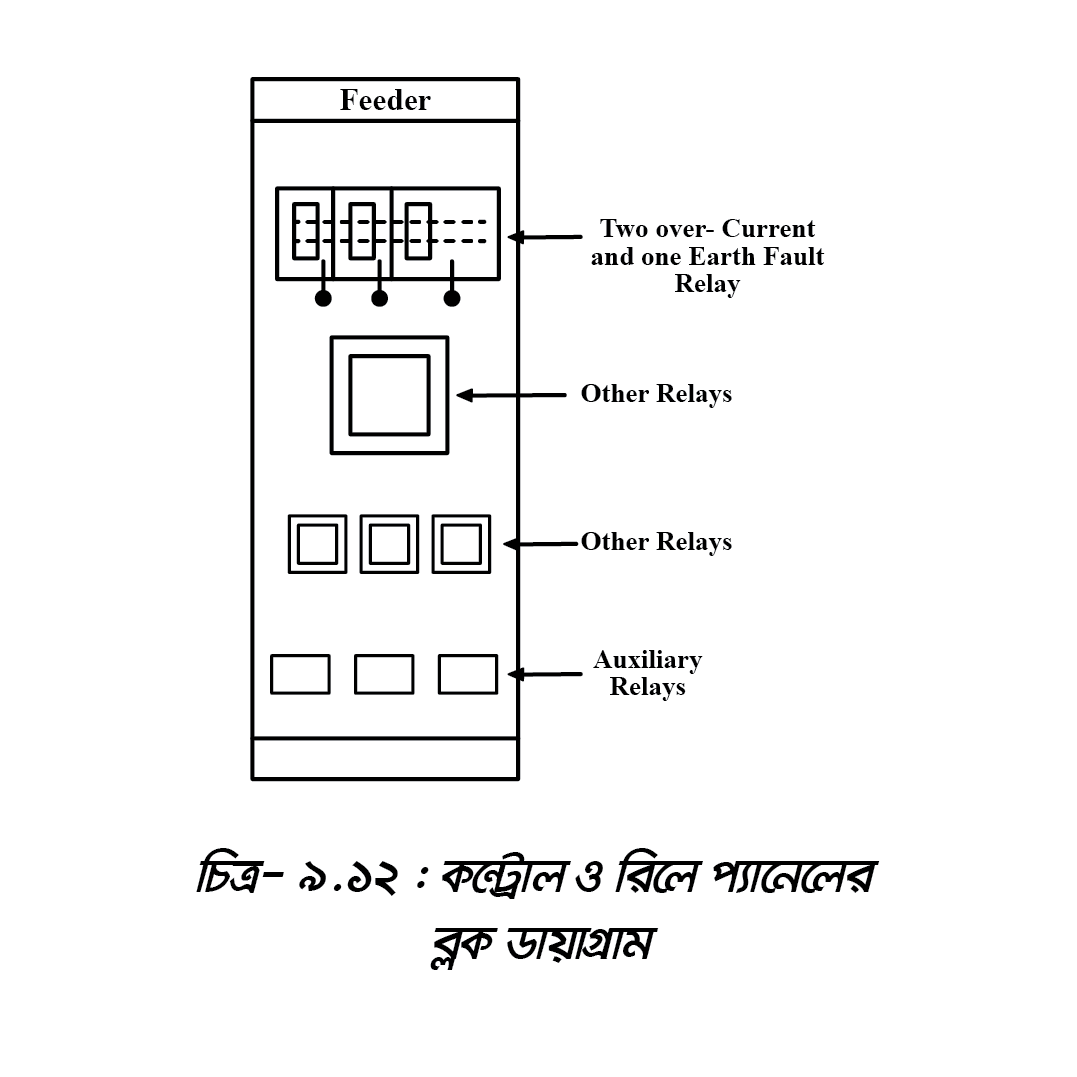 Feeder
Two over- Current
and one Earth Fault
Relay
Other Relays
Other Relays
Auxiliary
Relays
চিত্র- ৯.১২ : কন্ট্রোল ও রিলে প্যানেলের
ব্লক ডায়াগ্রাম